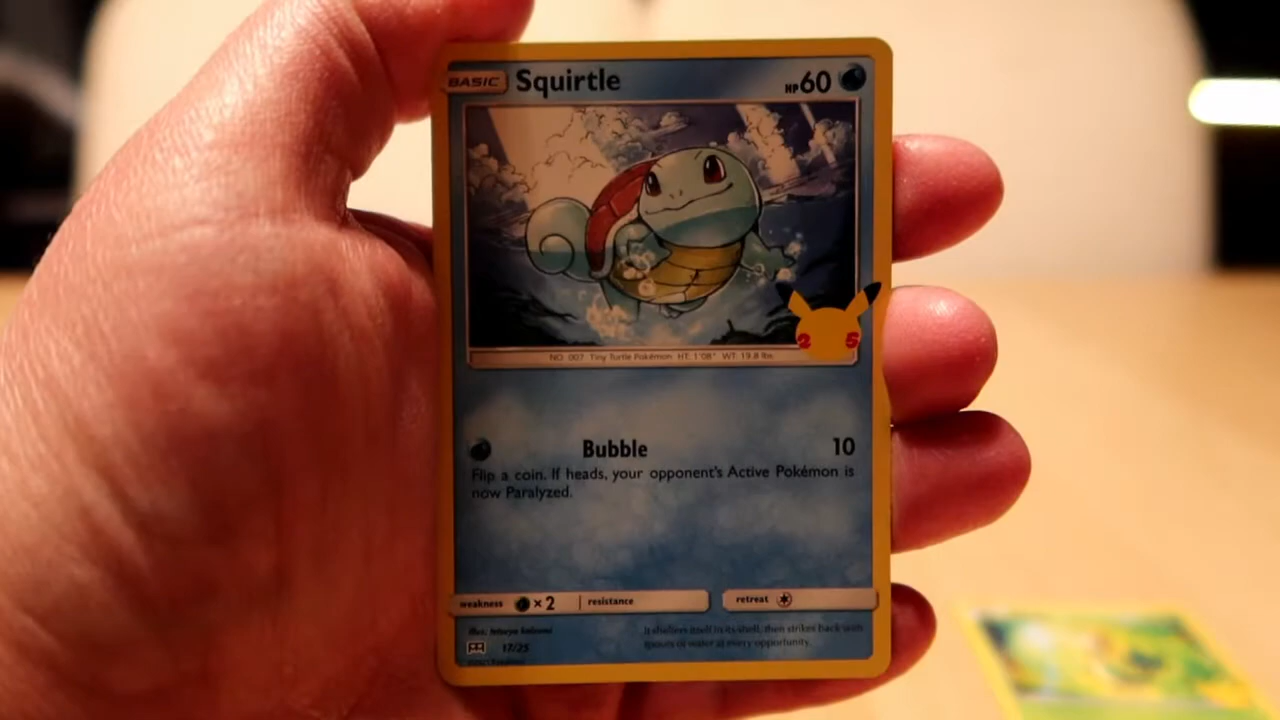 BASIC Squirtle HP60
NO. 007 Tiny Turtle Pokémon HT: 1'08" WT: 19.8 lbs.
25
Bubble 10
Flip a coin. If heads, your opponent's Active Pokémon is
now Paralyzed.
weakness ×2 resistance retreat
It shelters itself in its shell, then strikes back with
spouts of water at every opportunity.
Illus.
17/25